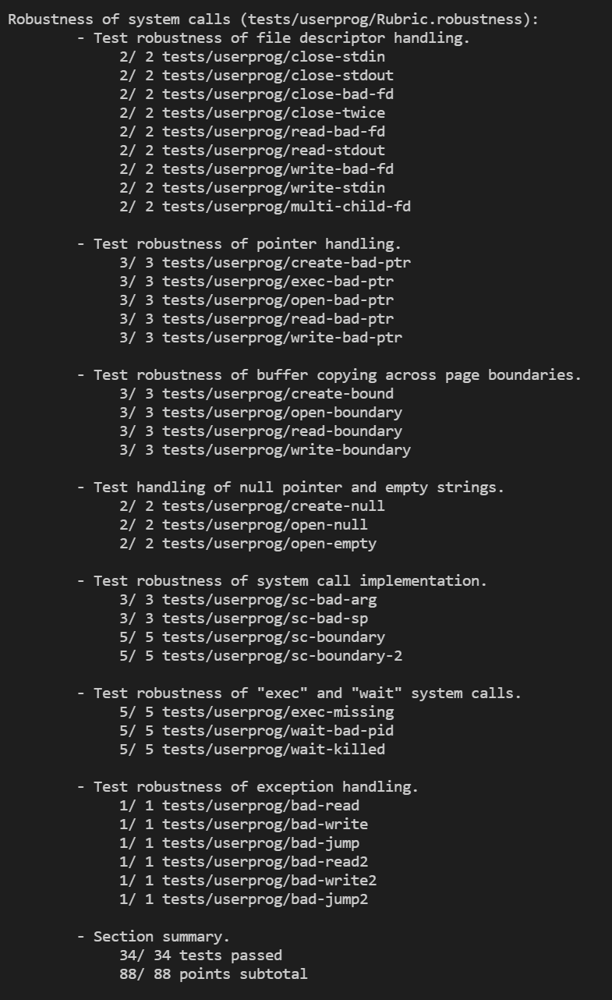 Robustness of system calls (tests/userprog/Rubric.robustness):
- Test robustness of file descriptor handling.
2/ 2 tests/userprog/close-stdin
2/ 2 tests/userprog/close-stdout
2/ 2 tests/userprog/close-bad-fd
2/ 2 tests/userprog/close-twice
2/ 2 tests/userprog/read-bad-fd
2/ 2 tests/userprog/read-stdout
2/ 2 tests/userprog/write-bad-fd
2/ 2 tests/userprog/write-stdin
2/ 2 tests/userprog/multi-child-fd
- Test robustness of pointer handling.
3/ 3 tests/userprog/create-bad-ptr
3/ 3 tests/userprog/exec-bad-ptr
3/ 3 tests/userprog/open-bad-ptr
3/ 3 tests/userprog/read-bad-ptr
3/ 3 tests/userprog/write-bad-ptr
- Test robustness of buffer copying across page boundaries.
3/ 3 tests/userprog/create-bound
3/ 3 tests/userprog/open-boundary
3/ 3 tests/userprog/read-boundary
3/ 3 tests/userprog/write-boundary
- Test handling of null pointer and empty strings.
2/ 2 tests/userprog/create-null
2/ 2 tests/userprog/open-null
2/ 2 tests/userprog/open-empty
- Test robustness of system call implementation.
3/ 3 tests/userprog/sc-bad-arg
3/ 3 tests/userprog/sc-bad-sp
5/ 5 tests/userprog/sc-boundary
5/ 5 tests/userprog/sc-boundary-2
- Test robustness of "exec" and "wait" system calls.
5/ 5 tests/userprog/exec-missing
5/ 5 tests/userprog/wait-bad-pid
5/ 5 tests/userprog/wait-killed
- Test robustness of exception handling.
1/ 1 tests/userprog/bad-read
1/ 1 tests/userprog/bad-write
1/ 1 tests/userprog/bad-jump
1/ 1 tests/userprog/bad-read2
1/ 1 tests/userprog/bad-write2
1/ 1 tests/userprog/bad-jump2
- Section summary.
34/ 34 tests passed
88/ 88 points subtotal